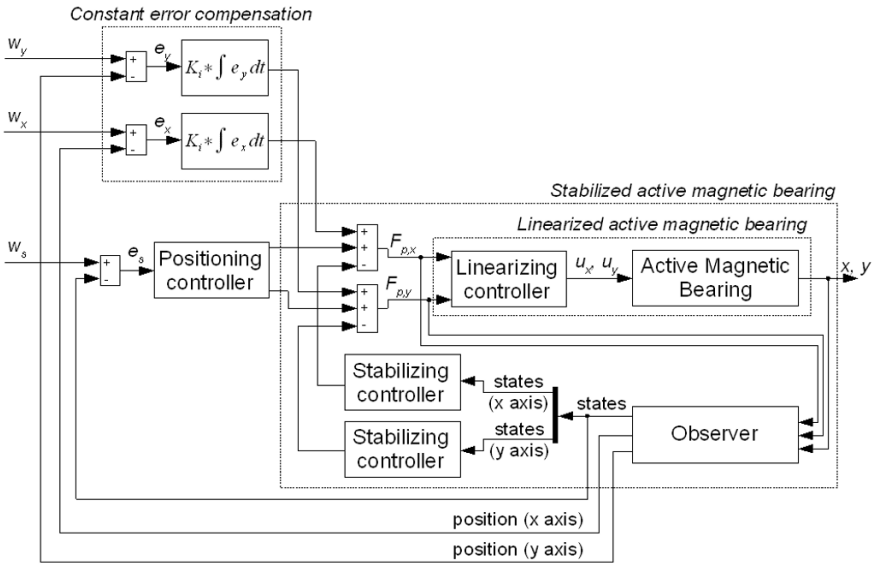 Constant error compensation
w_y
+
-
e_y
K_i * ∫ e_y dt
w_x
+
-
e_x
K_i * ∫ e_x dt
Stabilized active magnetic bearing
Linearized active magnetic bearing
w_s
+
-
e_s
Positioning
controller
+
+
-
F_p,x
+
+
-
F_p,y
Linearizing
controller
u_x, u_y
Active Magnetic
Bearing
x, y
Stabilizing
controller
states
(x axis)
Stabilizing
controller
states
(y axis)
states
Observer
position (x axis)
position (y axis)